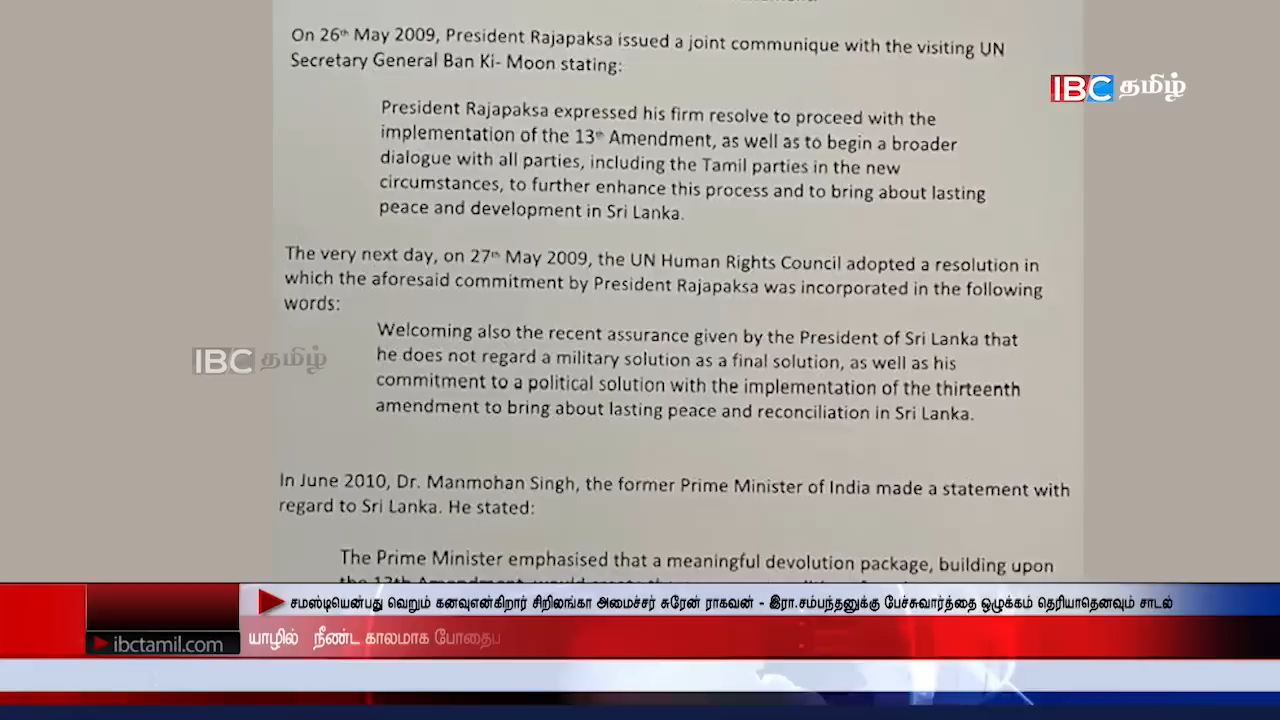 On 26th May 2009, President Rajapaksa issued a joint communique with the visiting UN
Secretary General Ban Ki- Moon stating:
IBC தமிழ்
President Rajapaksa expressed his firm resolve to proceed with the
implementation of the 13th Amendment, as well as to begin a broader
dialogue with all parties, including the Tamil parties in the new
circumstances, to further enhance this process and to bring about lasting
peace and development in Sri Lanka.
The very next day, on 27th May 2009, the UN Human Rights Council adopted a resolution in
which the aforesaid commitment by President Rajapaksa was incorporated in the following
words:
Welcoming also the recent assurance given by the President of Sri Lanka that
he does not regard a military solution as a final solution, as well as his
commitment to a political solution with the implementation of the thirteenth
amendment to bring about lasting peace and reconciliation in Sri Lanka.
IBC தமிழ்
In June 2010, Dr. Manmohan Singh, the former Prime Minister of India made a statement with
regard to Sri Lanka. He stated:
The Prime Minister emphasised that a meaningful devolution package, building upon
சமஸ்டியென்பது வெறும் கனவுஎன்கிறார் சிறிலங்கா அமைச்சர் சுரேன் ராகவன் - இரா.சம்பந்தனுக்கு பேச்சுவார்த்தை ஒழுக்கம் தெரியாதெனவும் சாடல்
ibctamil.com
யாழில் நீண்ட காலமாக போதைப